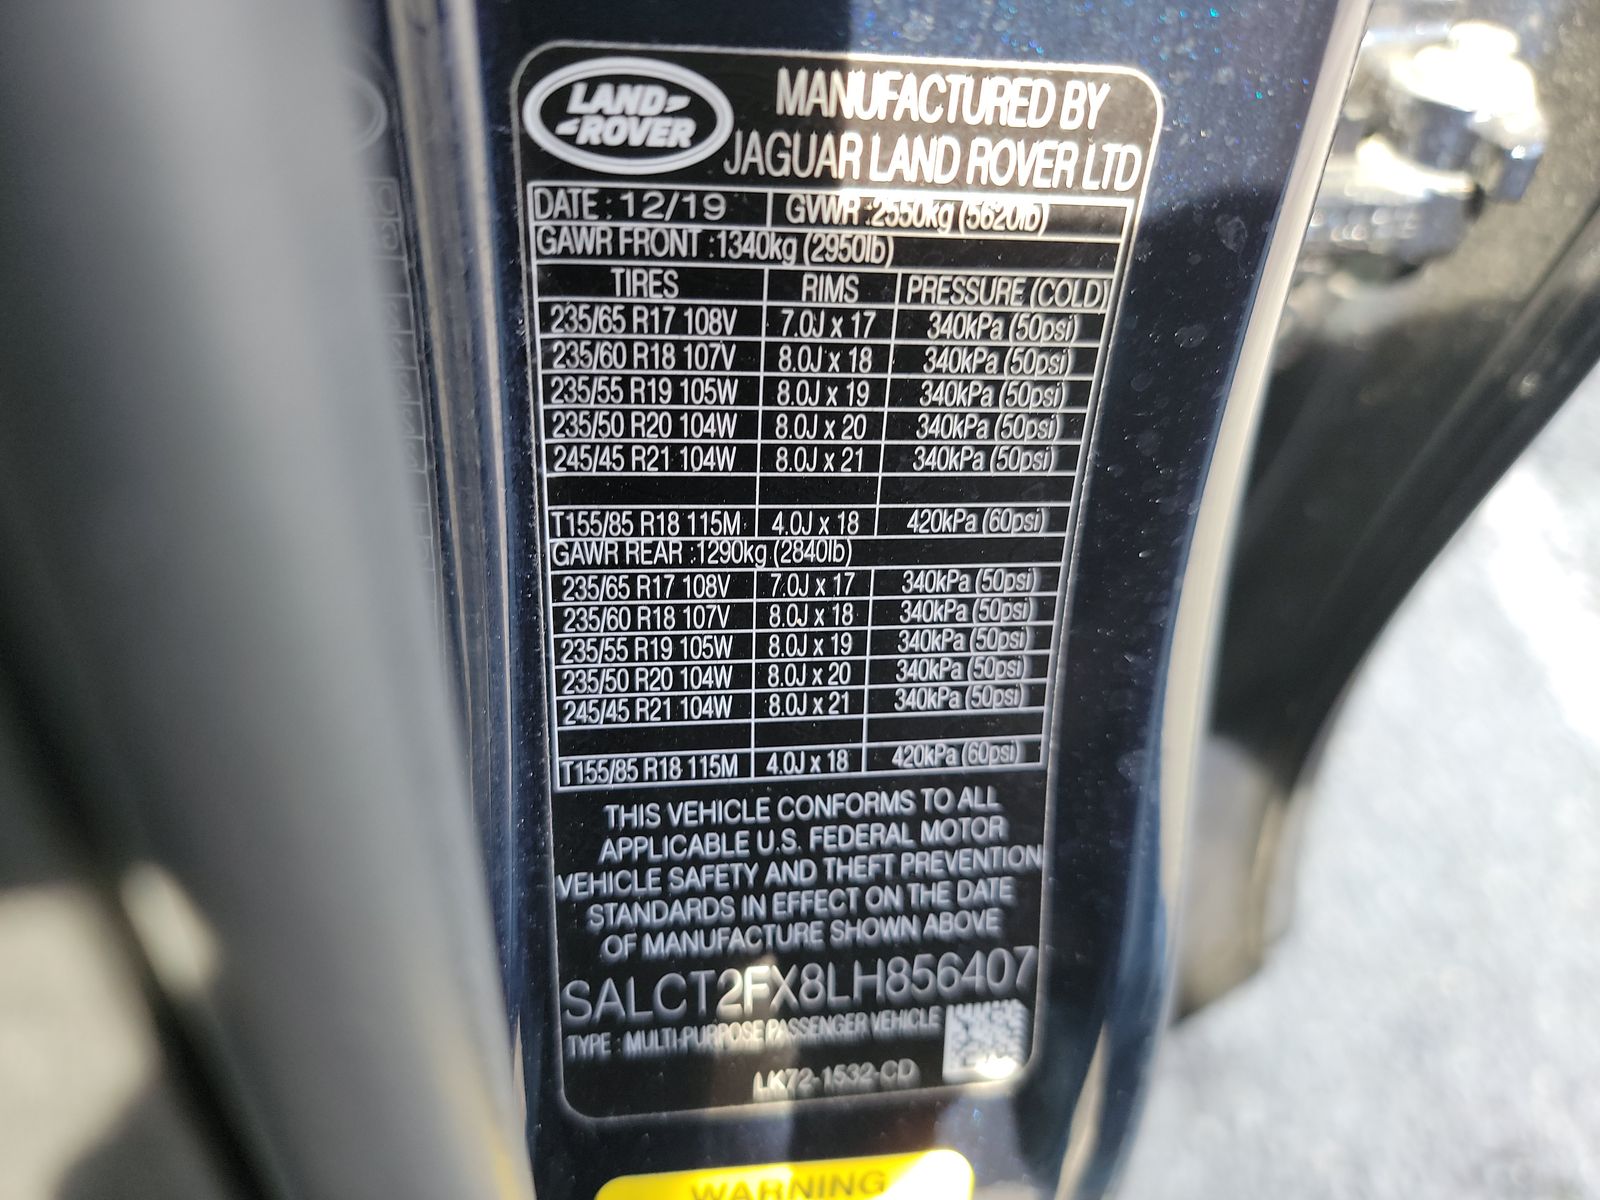 LAND-
-ROVER
MANUFACTURED BY
JAGUAR LAND ROVER LTD
DATE : 12/19 GVWR :2550kg (5620lb)
GAWR FRONT :1340kg (2950lb)
TIRES RIMS PRESSURE (COLD)
235/65 R17 108V 7.0J x 17 340kPa (50psi)
235/60 R18 107V 8.0J x 18 340kPa (50psi)
235/55 R19 105W 8.0J x 19 340kPa (50psi)
235/50 R20 104W 8.0J x 20 340kPa (50psi)
245/45 R21 104W 8.0J x 21 340kPa (50psi)
T155/85 R18 115M 4.0J x 18 420kPa (60psi)
GAWR REAR :1290kg (2840lb)
235/65 R17 108V 7.0J x 17 340kPa (50psi)
235/60 R18 107V 8.0J x 18 340kPa (50psi)
235/55 R19 105W 8.0J x 19 340kPa (50psi)
235/50 R20 104W 8.0J x 20 340kPa (50psi)
245/45 R21 104W 8.0J x 21 340kPa (50psi)
T155/85 R18 115M 4.0J x 18 420kPa (60psi)
THIS VEHICLE CONFORMS TO ALL
APPLICABLE U.S. FEDERAL MOTOR
VEHICLE SAFETY AND THEFT PREVENTION
STANDARDS IN EFFECT ON THE DATE
OF MANUFACTURE SHOWN ABOVE
SALCT2FX8LH856407
TYPE : MULTI-PURPOSE PASSENGER VEHICLE
LK72-1532-CD
WARNING